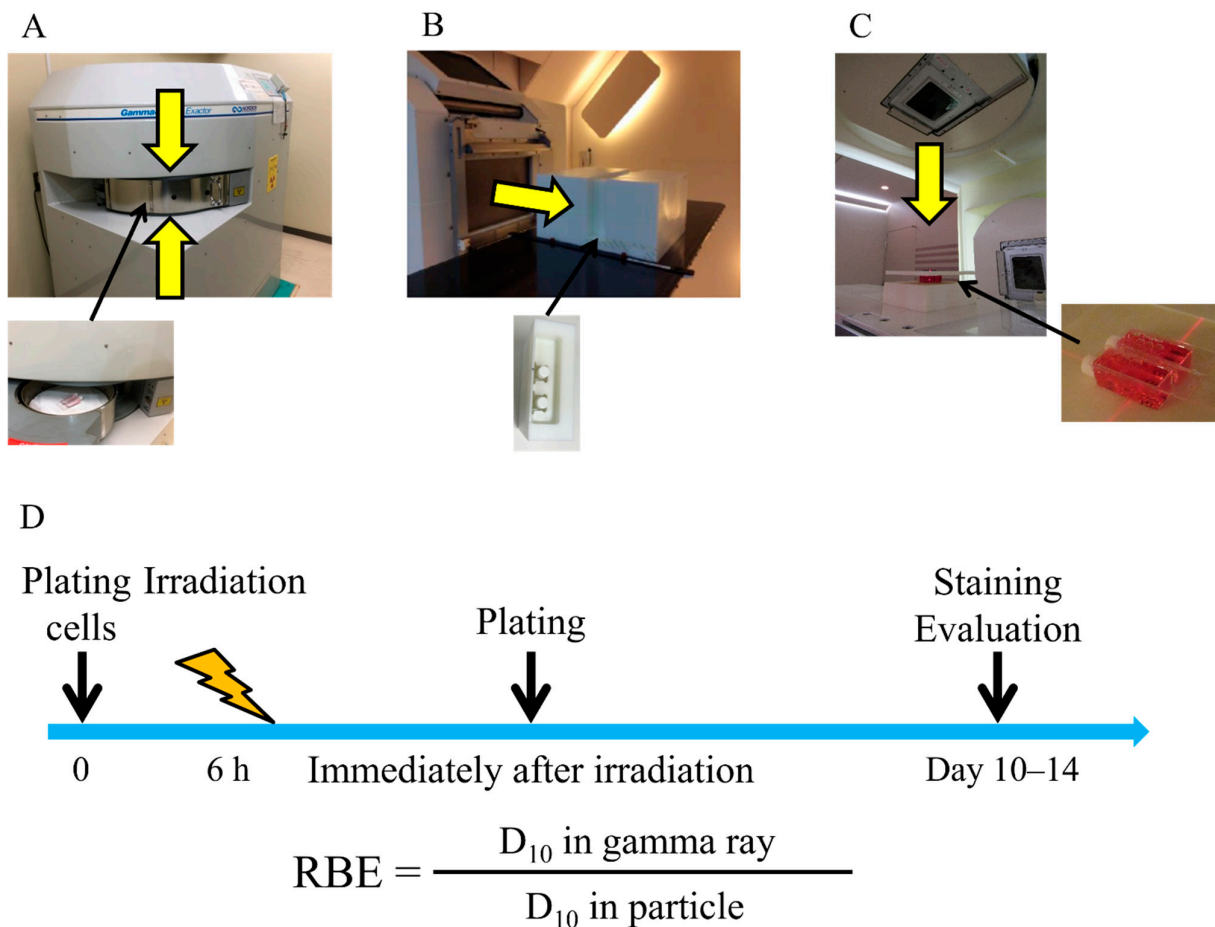 A
B
C
Gamma
Exactor
D
Plating Irradiation
cells
Plating
Staining
Evaluation
0
6 h
Immediately after irradiation
Day 10–14
RBE =
D₁₀ in gamma ray
D₁₀ in particle